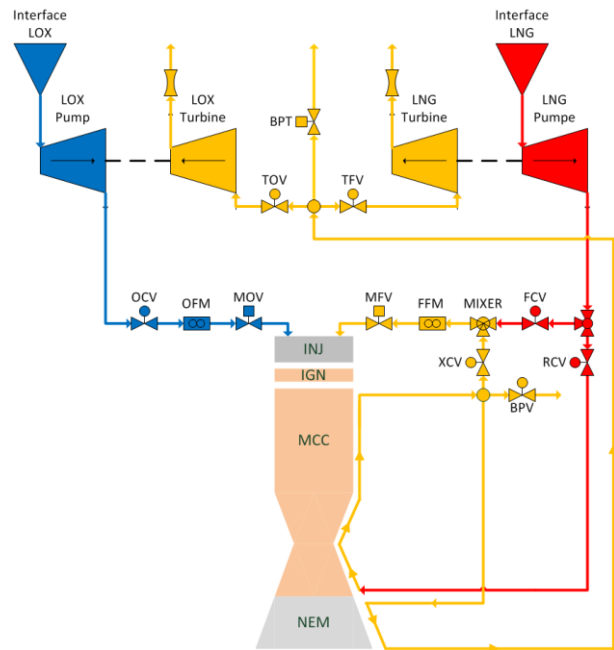 Interface
LOX
Interface
LNG
LOX
Pump
LOX
Turbine
LNG
Turbine
LNG
Pumpe
BPT
TOV
TFV
OCV
OFM
MOV
MFV
FFM
MIXER
FCV
INJ
XCV
RCV
IGN
BPV
MCC
NEM